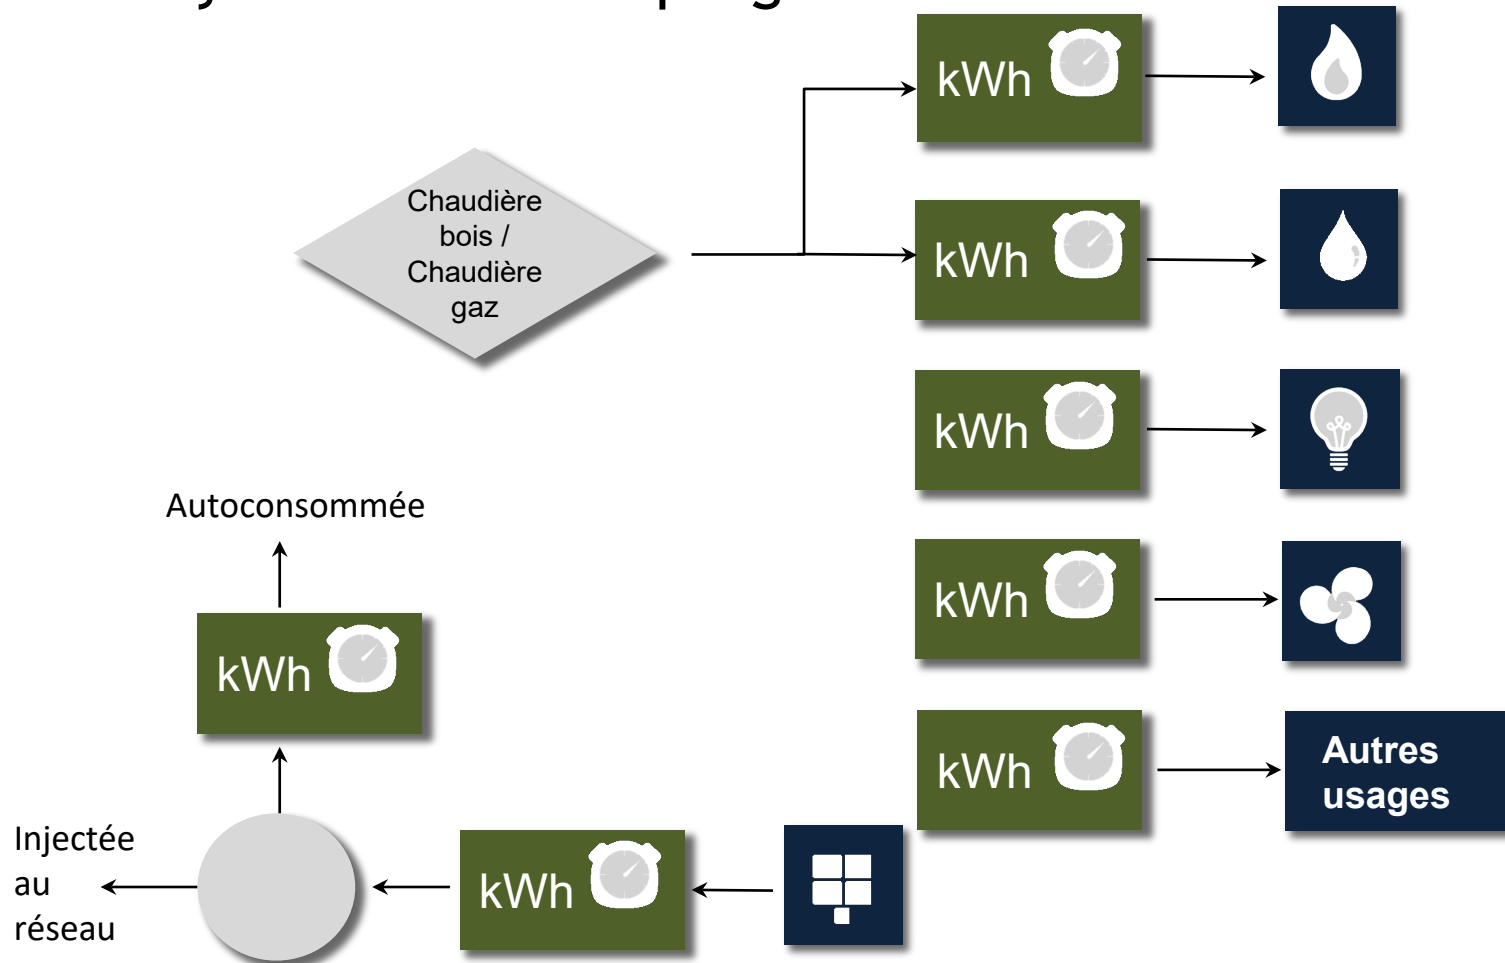 kWh
Chaudière
bois /
Chaudière
gaz
kWh
kWh
Autoconsommée
kWh
kWh
kWh
Autres
usages
Injectée
au
réseau
kWh